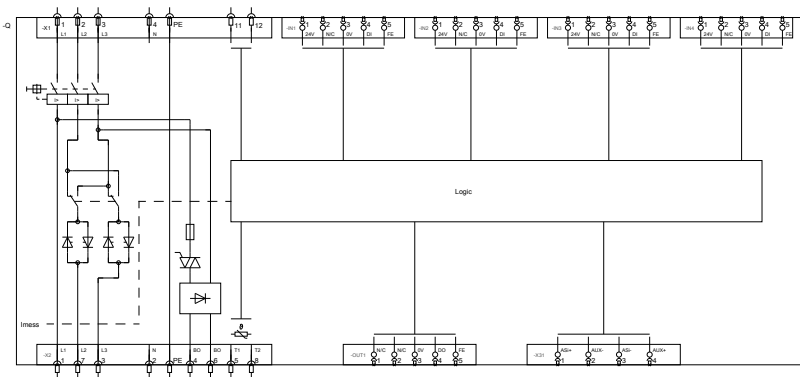 -Q
-X1 1 2 3 4 PE 11 12
L1 L2 L3 N
-IN1 1 2 3 4 5
24V N/C 0V DI FE
-IN2 1 2 3 4 5
24V N/C 0V DI FE
-IN3 1 2 3 4 5
24V N/C 0V DI FE
-IN4 1 2 3 4 5
24V N/C 0V DI FE
I> I> I>
Logic
Imess
ϑ
-X2 L1 L2 L3 N BO BO T1 T2
1 7 3 2 PE 4 6 5 8
-OUT1 N/C N/C 0V DO FE
1 2 3 4 5
-X31 ASi+ AUX- ASi- AUX+
1 2 3 4